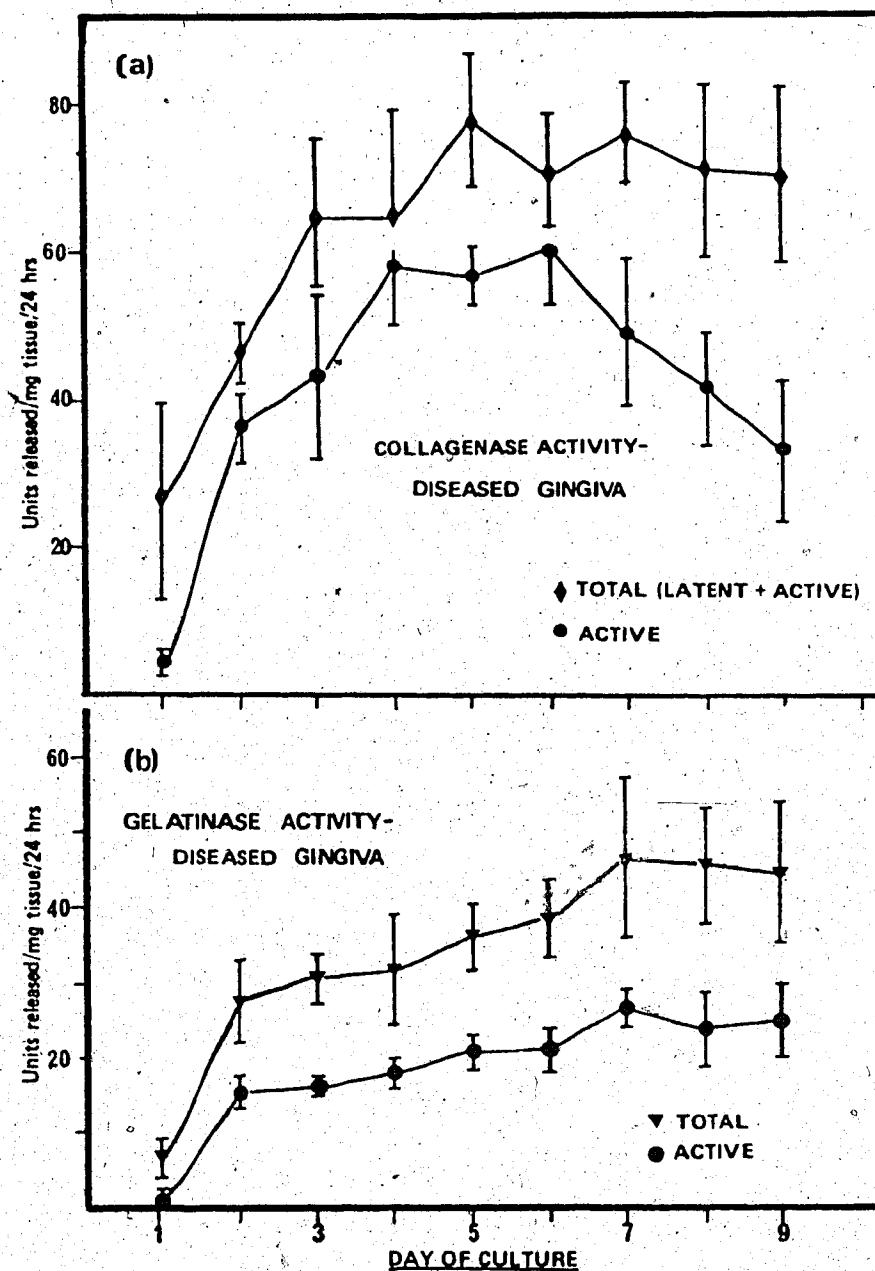 (a)
80
60
40
20
Units released/mg tissue/24 hrs
COLLAGENASE ACTIVITY-
DISEASED GINGIVA
TOTAL (LATENT + ACTIVE)
ACTIVE
(b)
60
40
20
Units released/mg tissue/24 hrs
GELATINASE ACTIVITY-
DISEASED GINGIVA
TOTAL
ACTIVE
1 3 5 7 9
DAY OF CULTURE